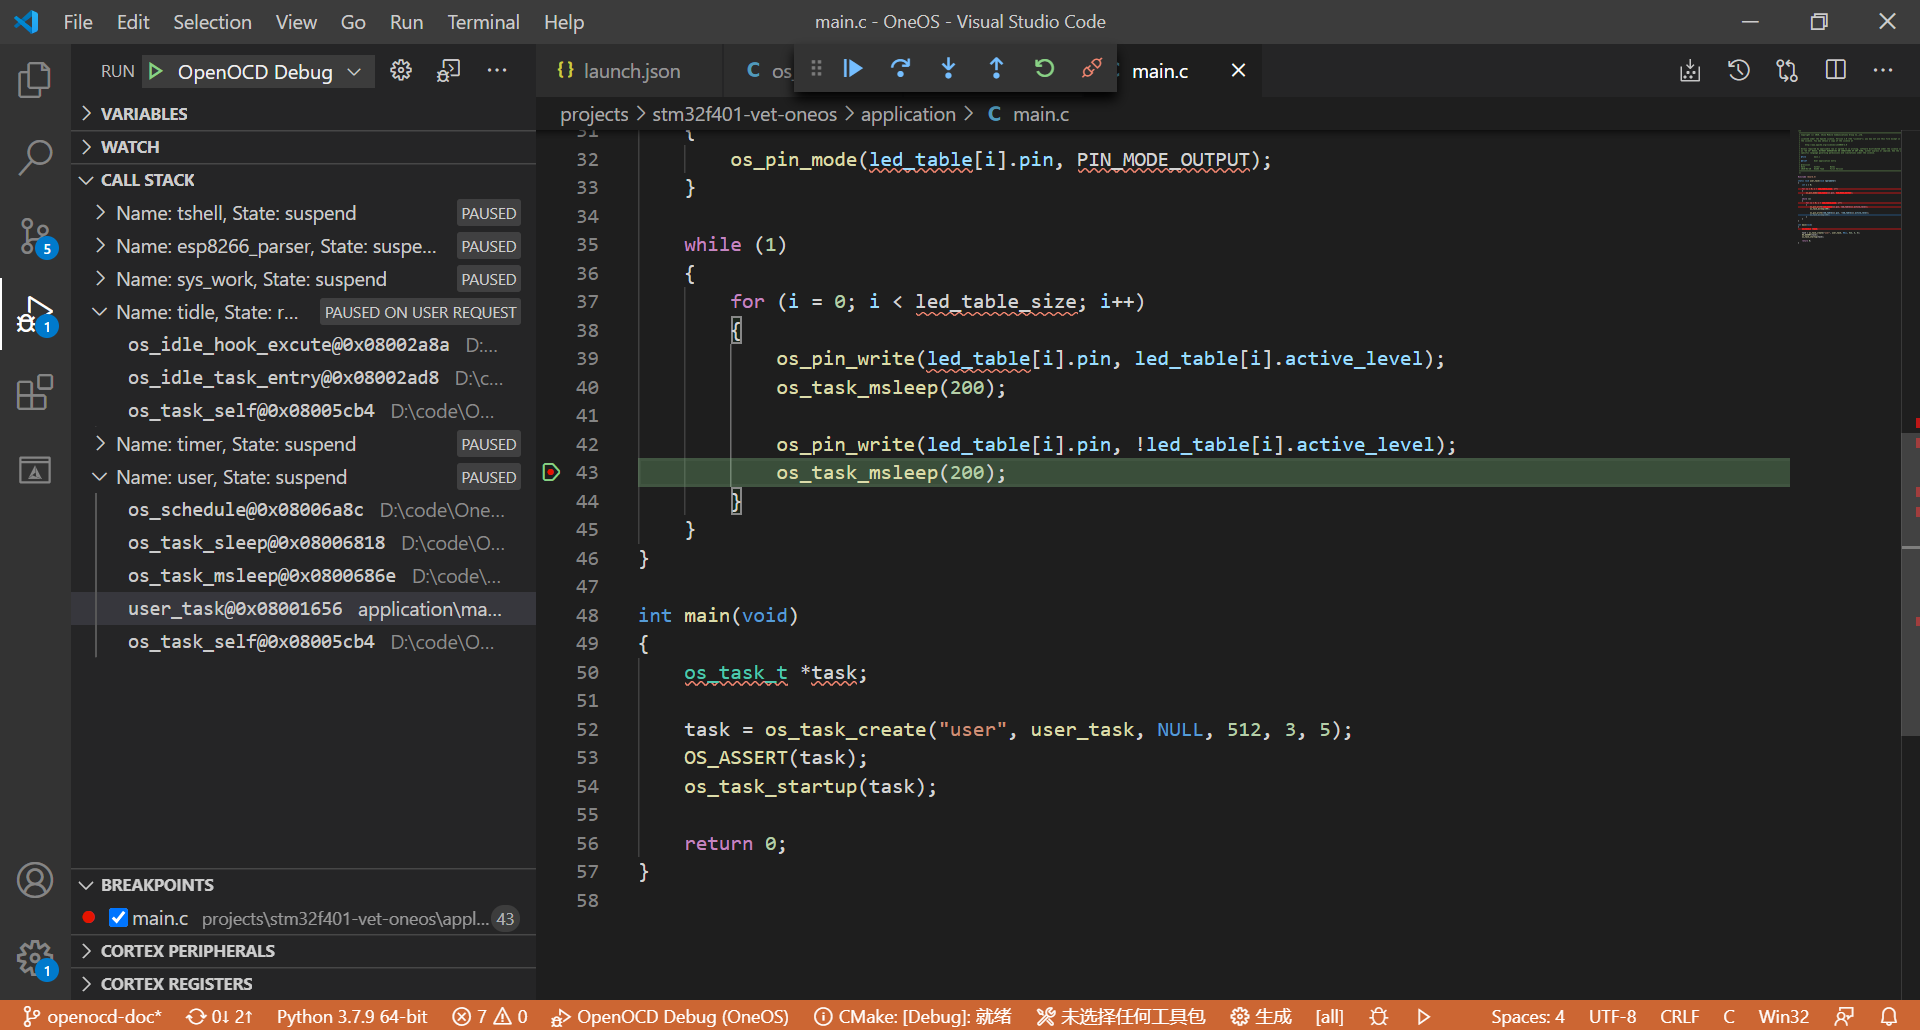 File Edit Selection View Go Run Terminal Help main.c - OneOS - Visual Studio Code
RUN OpenOCD Debug
launch.json
C os_
main.c
projects > stm32f401-vet-oneos > application > C main.c
VARIABLES
WATCH
CALL STACK
Name: tshell, State: suspend PAUSED
Name: esp8266_parser, State: suspe... PAUSED
Name: sys_work, State: suspend PAUSED
Name: tidle, State: r... PAUSED ON USER REQUEST
os_idle_hook_excute@0x08002a8a D:...
os_idle_task_entry@0x08002ad8 D:\c...
os_task_self@0x08005cb4 D:\code\O...
Name: timer, State: suspend PAUSED
Name: user, State: suspend PAUSED
os_schedule@0x08006a8c D:\code\One...
os_task_sleep@0x08006818 D:\code\O...
os_task_msleep@0x0800686e D:\code\...
user_task@0x08001656 application\ma...
os_task_self@0x08005cb4 D:\code\O...
BREAKPOINTS
main.c projects\stm32f401-vet-oneos\appl... 43
CORTEX PERIPHERALS
CORTEX REGISTERS
5
1
1
31 {
32 os_pin_mode(led_table[i].pin, PIN_MODE_OUTPUT);
33 }
34
35 while (1)
36 {
37 for (i = 0; i < led_table_size; i++)
38 {
39 os_pin_write(led_table[i].pin, led_table[i].active_level);
40 os_task_msleep(200);
41
42 os_pin_write(led_table[i].pin, !led_table[i].active_level);
43 os_task_msleep(200);
44 }
45 }
46 }
47
48 int main(void)
49 {
50 os_task_t *task;
51
52 task = os_task_create("user", user_task, NULL, 512, 3, 5);
53 OS_ASSERT(task);
54 os_task_startup(task);
55
56 return 0;
57 }
58
openocd-doc* 0↓ 2↑ Python 3.7.9 64-bit 7 0 OpenOCD Debug (OneOS) CMake: [Debug]: 就绪 未选择任何工具包 生成 [all] Spaces: 4 UTF-8 CRLF C Win32